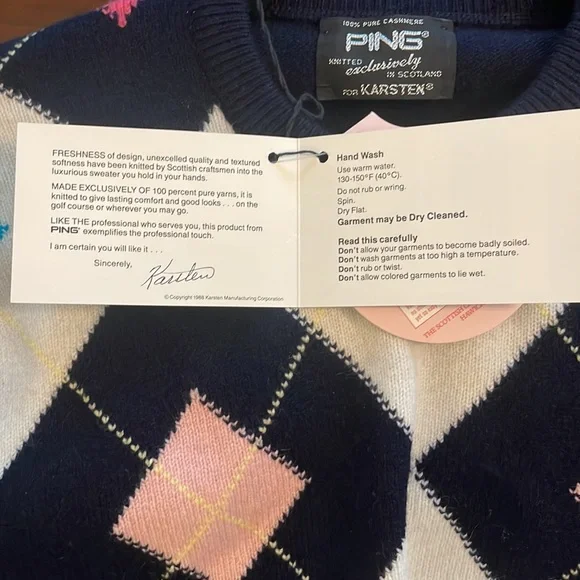 100% PURE CASHMERE
PING®
KNITTED
exclusively
IN SCOTLAND
FOR KARSTEN®
FRESHNESS of design, unexcelled quality and textured
softness have been knitted by Scottish craftsmen into the
luxurious sweater you hold in your hands.
MADE EXCLUSIVELY OF 100 percent pure yarns, it is
knitted to give lasting comfort and good looks . . . on the
golf course or wherever you may go.
LIKE THE professional who serves you, this product from
PING® exemplifies the professional touch.
I am certain you will like it . . .
Sincerely,
Karsten
© Copyright 1988 Karsten Manufacturing Corporation
Hand Wash
Use warm water.
130-150°F (40°C).
Do not rub or wring.
Spin.
Dry Flat.
Garment may be Dry Cleaned.
Read this carefully
Don't allow your garments to become badly soiled.
Don't wash garments at too high a temperature.
Don't rub or twist.
Don't allow colored garments to lie wet.
THE SCOTTISH